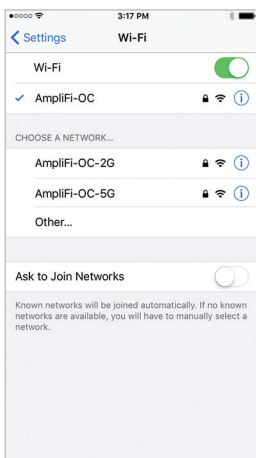 3:17 PM
Settings Wi-Fi
Wi-Fi
AmpliFi-OC
CHOOSE A NETWORK...
AmpliFi-OC-2G
AmpliFi-OC-5G
Other...
Ask to Join Networks
Known networks will be joined automatically. If no known
networks are available, you will have to manually select a
network.